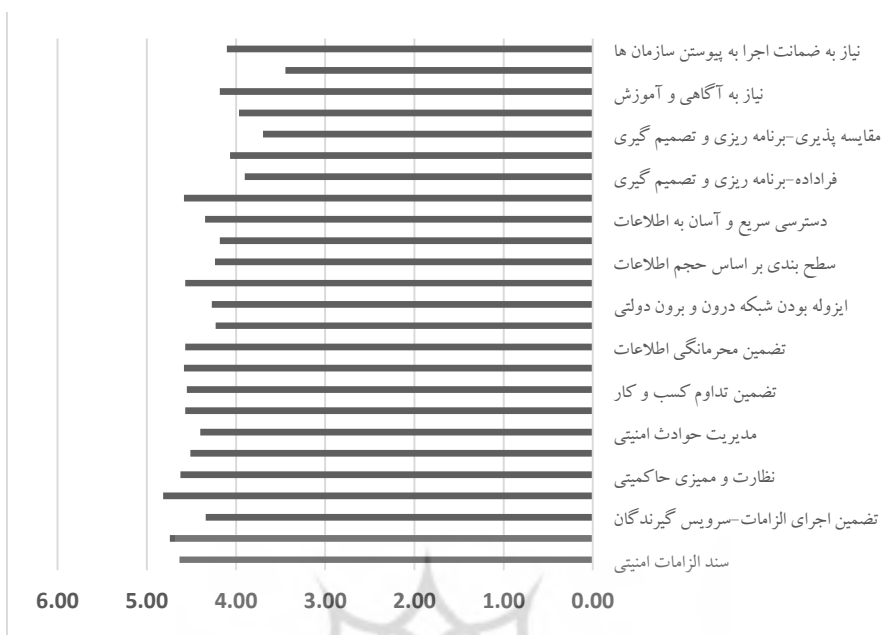 نیاز به ضمانت اجرا به پیوستن سازمان ها
نیاز به آگاهی و آموزش
مقایسه پذیری-برنامه ریزی و تصمیم گیری
فراداده-برنامه ریزی و تصمیم گیری
دسترسی سریع و آسان به اطلاعات
سطح بندی بر اساس حجم اطلاعات
ایزوله بودن شبکه درون و برون دولتی
تضمین محرمانگی اطلاعات
تضمین تداوم کسب و کار
مدیریت حوادث امنیتی
نظارت و ممیزی حاکمیتی
تضمین اجرای الزامات-سرویس گیرندگان
سند الزامات امنیتی
6.00 5.00 4.00 3.00 2.00 1.00 0.00